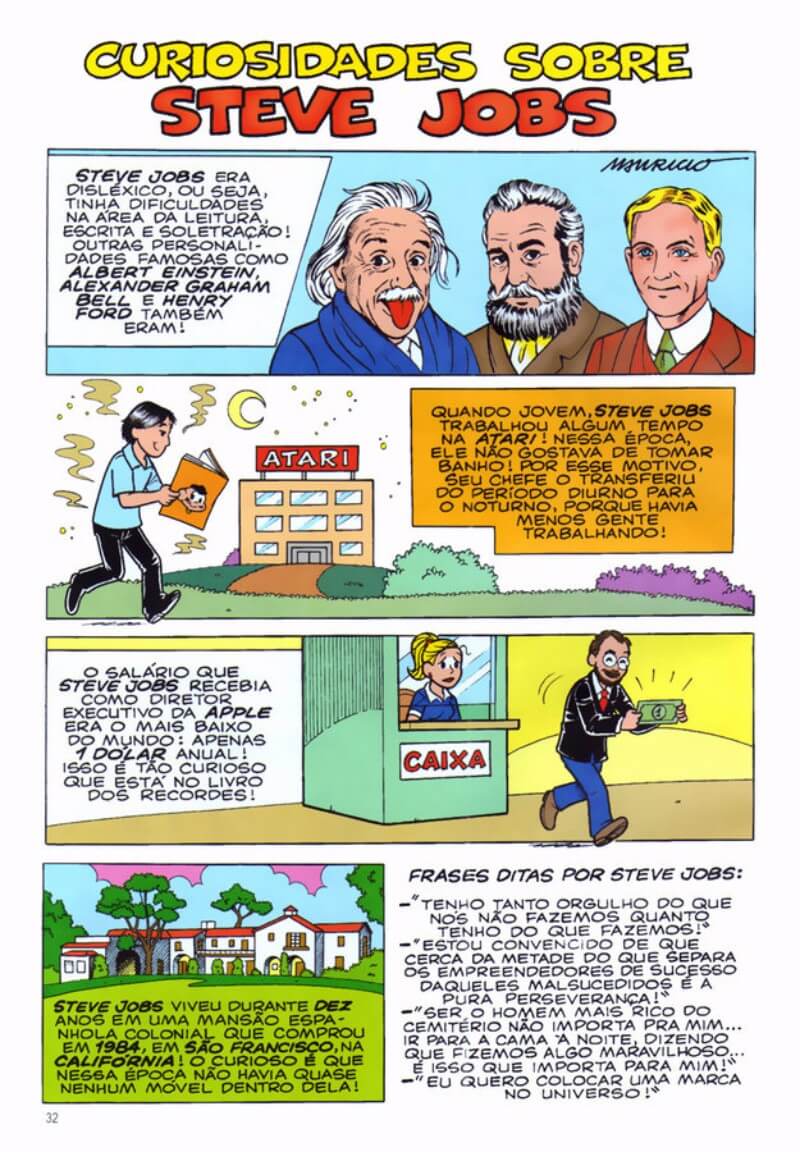 CURIOSIDADES SOBRE
STEVE JOBS
MAURICIO
STEVE JOBS ERA
DISLÉXICO, OU SEJA,
TINHA DIFICULDADES
NA ÁREA DA LEITURA,
ESCRITA E SOLETRAÇÃO!
OUTRAS PERSONALI-
DADES FAMOSAS COMO
ALBERT EINSTEIN,
ALEXANDER GRAHAM
BELL E HENRY
FORD TAMBÉM
ERAM!
ATARI
QUANDO JOVEM, STEVE JOBS
TRABALHOU ALGUM TEMPO
NA ATARI! NESSA ÉPOCA,
ELE NÃO GOSTAVA DE TOMAR
BANHO! POR ESSE MOTIVO,
SEU CHEFE O TRANSFERIU
DO PERÍODO DIURNO PARA
O NOTURNO, PORQUE HAVIA
MENOS GENTE
TRABALHANDO!
O SALÁRIO QUE
STEVE JOBS RECEBIA
COMO DIRETOR
EXECUTIVO DA APPLE
ERA O MAIS BAIXO
DO MUNDO: APENAS
1 DÓLAR ANUAL!
ISSO É TÃO CURIOSO
QUE ESTÁ NO LIVRO
DOS RECORDES!
CAIXA
1
STEVE JOBS VIVEU DURANTE DEZ
ANOS EM UMA MANSÃO ESPA-
NHOLA COLONIAL QUE COMPROU
EM 1984, EM SÃO FRANCISCO, NA
CALIFÓRNIA! O CURIOSO É QUE
NESSA ÉPOCA NÃO HAVIA QUASE
NENHUM MÓVEL DENTRO DELA!
FRASES DITAS POR STEVE JOBS:
-"TENHO TANTO ORGULHO DO QUE
NÓS NÃO FAZEMOS QUANTO
TENHO DO QUE FAZEMOS!"
-"ESTOU CONVENCIDO DE QUE
CERCA DA METADE DO QUE SEPARA
OS EMPREENDEDORES DE SUCESSO
DAQUELES MALSUCEDIDOS É A
PURA PERSEVERANÇA!"
-"SER O HOMEM MAIS RICO DO
CEMITÉRIO NÃO IMPORTA PRA MIM...
IR PARA A CAMA À NOITE, DIZENDO
QUE FIZEMOS ALGO MARAVILHOSO...
É ISSO QUE IMPORTA PARA MIM!"
-"EU QUERO COLOCAR UMA MARCA
NO UNIVERSO!"
32